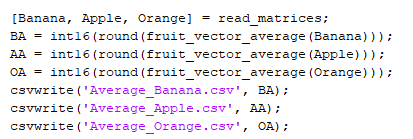 [Banana, Apple, Orange] = read_matrices;
BA = int16(round(fruit_vector_average(Banana)));
AA = int16(round(fruit_vector_average(Apple)));
OA = int16(round(fruit_vector_average(Orange)));
csvwrite('Average_Banana.csv', BA);
csvwrite('Average_Apple.csv', AA);
csvwrite('Average_Orange.csv', OA);